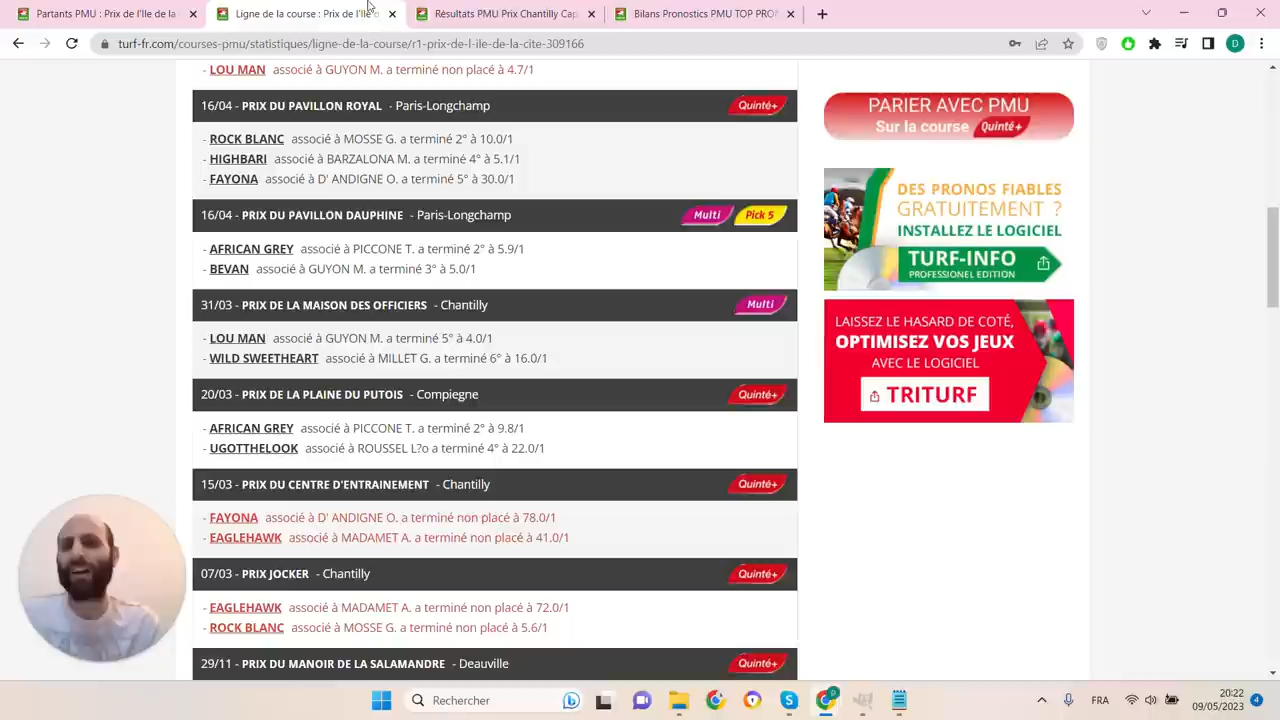 Partants PMU du 10 mai
Ligne de la course : Prix de l'Ile
Résultats PMU Chantilly Cap
Bilans Pronostics PMU TOP PRO
turf-fr.com/courses-pmu/statistiques/ligne-de-la-course/r1-prix-de-l-ile-de-la-cite-309166
D
- LOU MAN associé à GUYON M. a terminé non placé à 4.7/1
16/04 - PRIX DU PAVILLON ROYAL - Paris-Longchamp Quinté+
- ROCK BLANC associé à MOSSE G. a terminé 2° à 10.0/1
- HIGHBARI associé à BARZALONA M. a terminé 4° à 5.1/1
- FAYONA associé à D' ANDIGNE O. a terminé 5° à 30.0/1
16/04 - PRIX DU PAVILLON DAUPHINE - Paris-Longchamp Multi Pick 5
- AFRICAN GREY associé à PICCONE T. a terminé 2° à 5.9/1
- BEVAN associé à GUYON M. a terminé 3° à 5.0/1
31/03 - PRIX DE LA MAISON DES OFFICIERS - Chantilly Multi
- LOU MAN associé à GUYON M. a terminé 5° à 4.0/1
- WILD SWEETHEART associé à MILLET G. a terminé 6° à 16.0/1
20/03 - PRIX DE LA PLAINE DU PUTOIS - Compiegne Quinté+
- AFRICAN GREY associé à PICCONE T. a terminé 2° à 9.8/1
- UGOTTHELOOK associé à ROUSSEL L?o a terminé 4° à 22.0/1
15/03 - PRIX DU CENTRE D'ENTRAINEMENT - Chantilly Quinté+
- FAYONA associé à D' ANDIGNE O. a terminé non placé à 78.0/1
- EAGLEHAWK associé à MADAMET A. a terminé non placé à 41.0/1
07/03 - PRIX JOCKER - Chantilly Quinté+
- EAGLEHAWK associé à MADAMET A. a terminé non placé à 72.0/1
- ROCK BLANC associé à MOSSE G. a terminé non placé à 5.6/1
29/11 - PRIX DU MANOIR DE LA SALAMANDRE - Deauville Quinté+
PARIER AVEC PMU
Sur la course Quinté+
DES PRONOS FIABLES
GRATUITEMENT ?
INSTALLEZ LE LOGICIEL
TURF-INFO
PROFESSIONEL EDITION
LAISSEZ LE HASARD DE COTÉ,
OPTIMISEZ VOS JEUX
AVEC LE LOGICIEL
TRITURF
Rechercher
FRA
20:22
09/05/2023
4